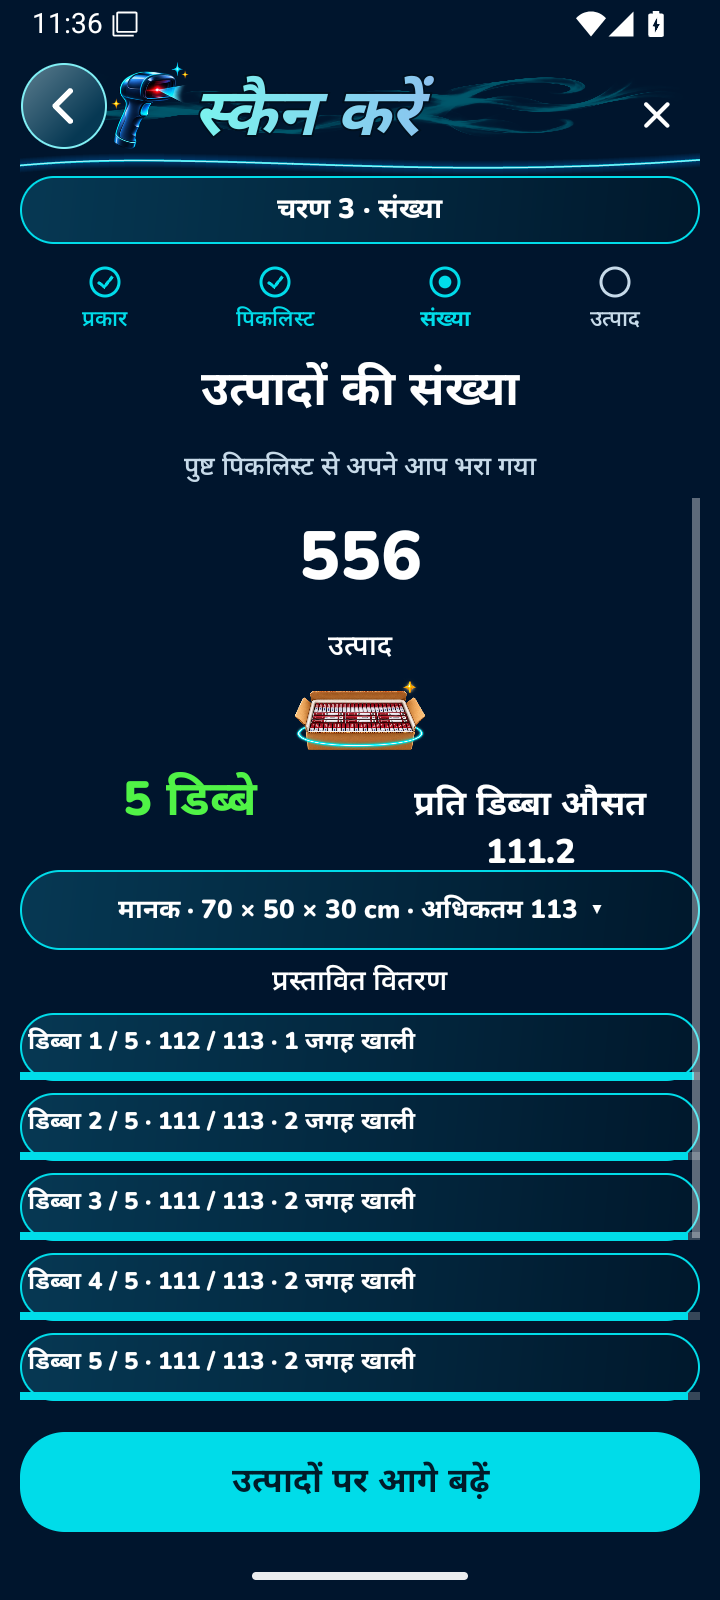 11:36
स्कैन करें
चरण 3 · संख्या
प्रकार
पिकलिस्ट
संख्या
उत्पाद
उत्पादों की संख्या
पुष्ट पिकलिस्ट से अपने आप भरा गया
556
उत्पाद
5 डिब्बे
प्रति डिब्बा औसत
111.2
मानक · 70 × 50 × 30 cm · अधिकतम 113 ▼
प्रस्तावित वितरण
डिब्बा 1 / 5 · 112 / 113 · 1 जगह खाली
डिब्बा 2 / 5 · 111 / 113 · 2 जगह खाली
डिब्बा 3 / 5 · 111 / 113 · 2 जगह खाली
डिब्बा 4 / 5 · 111 / 113 · 2 जगह खाली
डिब्बा 5 / 5 · 111 / 113 · 2 जगह खाली
उत्पादों पर आगे बढ़ें